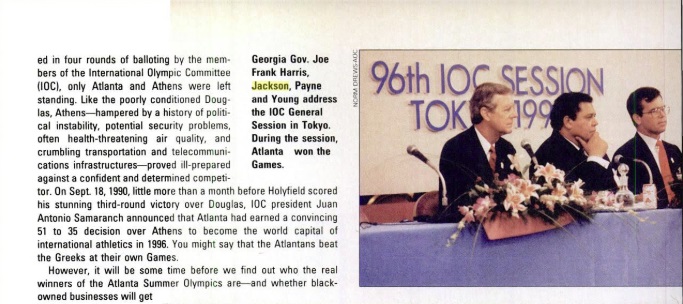 ed in four rounds of balloting by the mem-
bers of the International Olympic Committee
(IOC), only Atlanta and Athens were left
standing. Like the poorly conditioned Doug-
las, Athens—hampered by a history of politi-
cal instability, potential security problems,
often health-threatening air quality, and
crumbling transportation and telecommuni-
cations infrastructures—proved ill-prepared
against a confident and determined competi-
tor. On Sept. 18, 1990, little more than a month before Holyfield scored
his stunning third-round victory over Douglas, IOC president Juan
Antonio Samaranch announced that Atlanta had earned a convincing
51 to 35 decision over Athens to become the world capital of
international athletics in 1996. You might say that the Atlantans beat
the Greeks at their own Games.
However, it will be some time before we find out who the real
winners of the Atlanta Summer Olympics are—and whether black-
owned businesses will get
Georgia Gov. Joe
Frank Harris,
Jackson, Payne
and Young address
the IOC General
Session in Tokyo.
During the session,
Atlanta won the
Games.
NORM DREWS-AOC
96th IOC SESSION
TOK 199